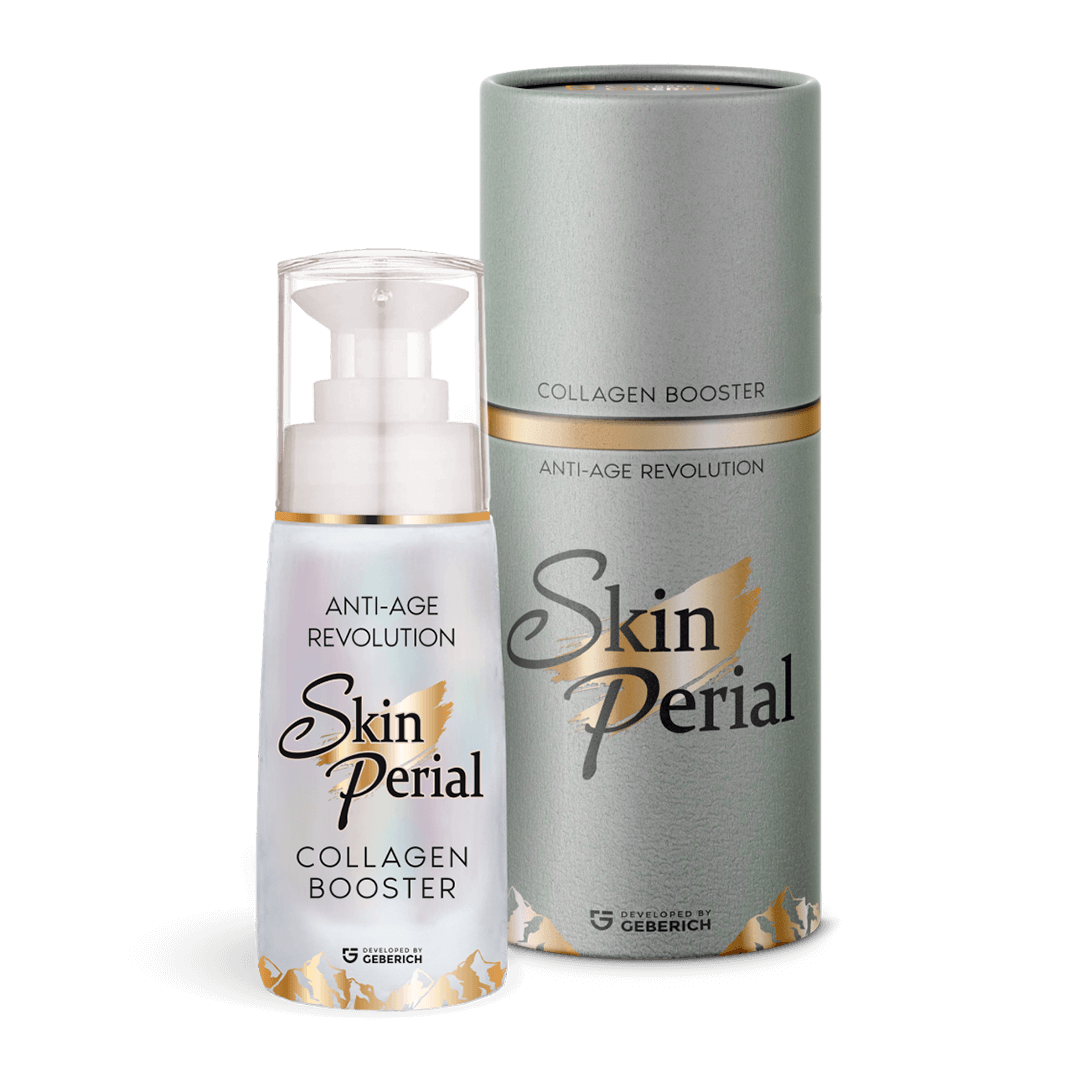 COLLAGEN BOOSTER
ANTI-AGE REVOLUTION
Skin
Perial
DEVELOPED BY
GEBERICH
ANTI-AGE
REVOLUTION
Skin
Perial
COLLAGEN
BOOSTER
DEVELOPED BY
GEBERICH